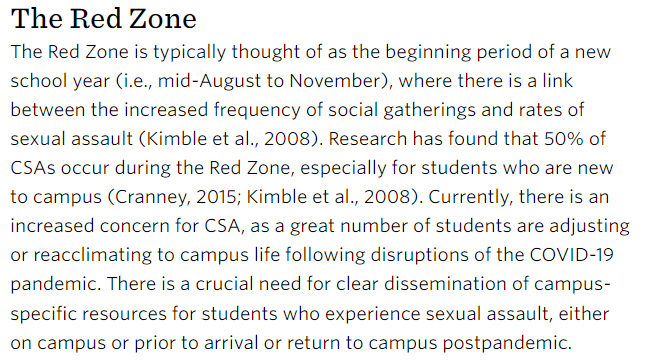 The Red Zone
The Red Zone is typically thought of as the beginning period of a new
school year (i.e., mid-August to November), where there is a link
between the increased frequency of social gatherings and rates of
sexual assault (Kimble et al., 2008). Research has found that 50% of
CSAs occur during the Red Zone, especially for students who are new
to campus (Cranney, 2015; Kimble et al., 2008). Currently, there is an
increased concern for CSA, as a great number of students are adjusting
or reacclimating to campus life following disruptions of the COVID-19
pandemic. There is a crucial need for clear dissemination of campus-
specific resources for students who experience sexual assault, either
on campus or prior to arrival or return to campus postpandemic.